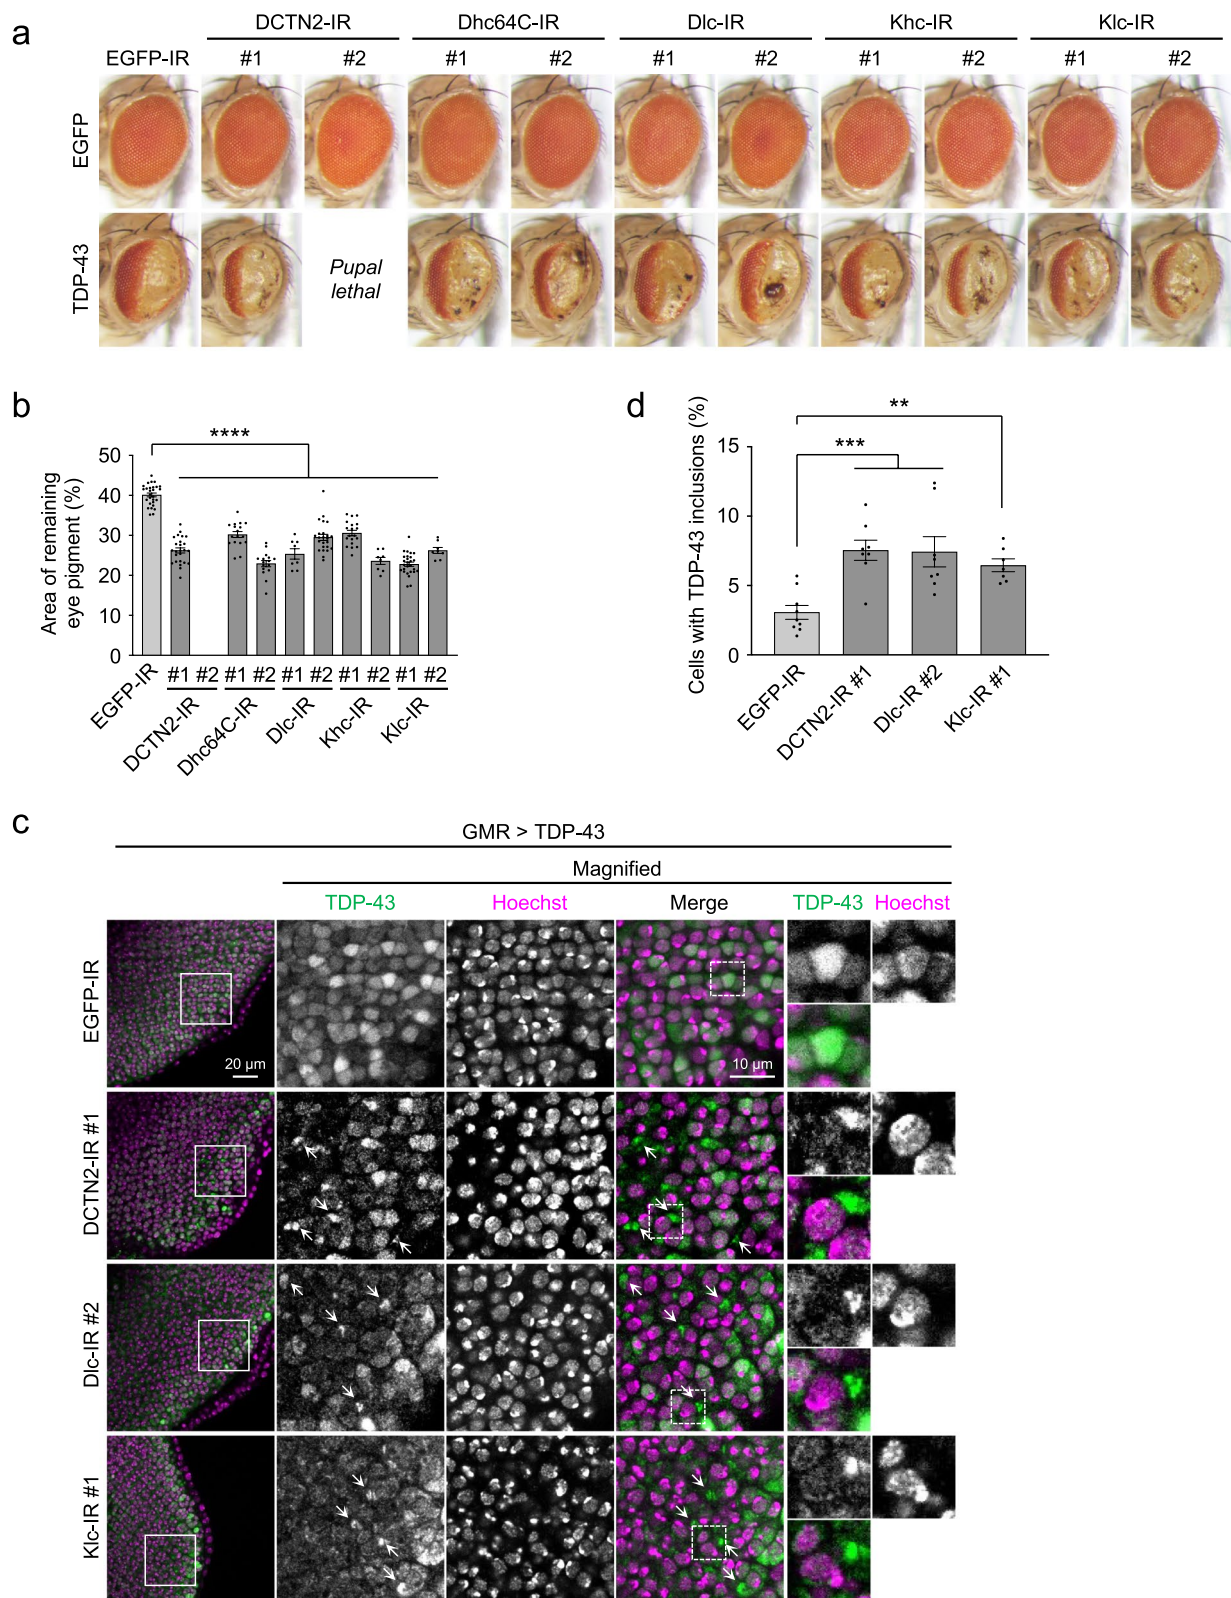 a
DCTN2-IR
Dhc64C-IR
Dlc-IR
Khc-IR
Klc-IR
EGFP-IR
#1
#2
#1
#2
#1
#2
#1
#2
#1
#2
EGFP
TDP-43
Pupal
lethal
b
****
Area of remaining
eye pigment (%)
50
40
30
20
10
0
EGFP-IR
#1 #2
#1 #2
#1 #2
#1 #2
#1 #2
DCTN2-IR
Dhc64C-IR
Dlc-IR
Khc-IR
Klc-IR
d
**
***
Cells with TDP-43 inclusions (%)
15
10
5
0
EGFP-IR
DCTN2-IR #1
Dlc-IR #2
Klc-IR #1
c
GMR > TDP-43
Magnified
TDP-43
Hoechst
Merge
TDP-43
Hoechst
EGFP-IR
20 µm
10 µm
DCTN2-IR #1
Dlc-IR #2
Klc-IR #1